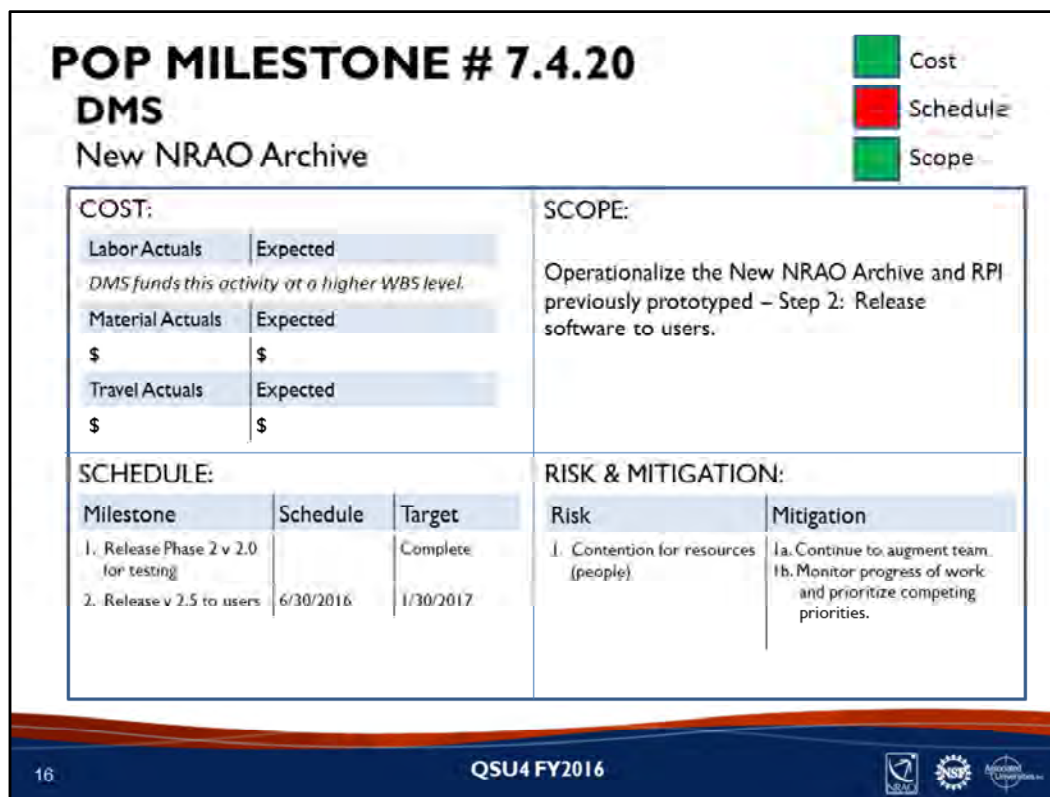 POP MILESTONE # 7.4.20
DMS
New NRAO Archive
Cost
Schedule
Scope
COST:
Labor Actuals Expected
DMS funds this activity at a higher WBS level.
Material Actuals Expected
$ $
Travel Actuals Expected
$ $
SCOPE:
Operationalize the New NRAO Archive and RPI
previously prototyped – Step 2: Release
software to users.
SCHEDULE:
Milestone Schedule Target
1. Release Phase 2 v 2.0 Complete
for testing
2. Release v 2.5 to users 6/30/2016 1/30/2017
RISK & MITIGATION:
Risk Mitigation
1. Contention for resources 1a. Continue to augment team.
(people) 1b. Monitor progress of work
and prioritize competing
priorities.
16
QSU4 FY2016
NRAO
NSF
Associated
Universities, Inc.